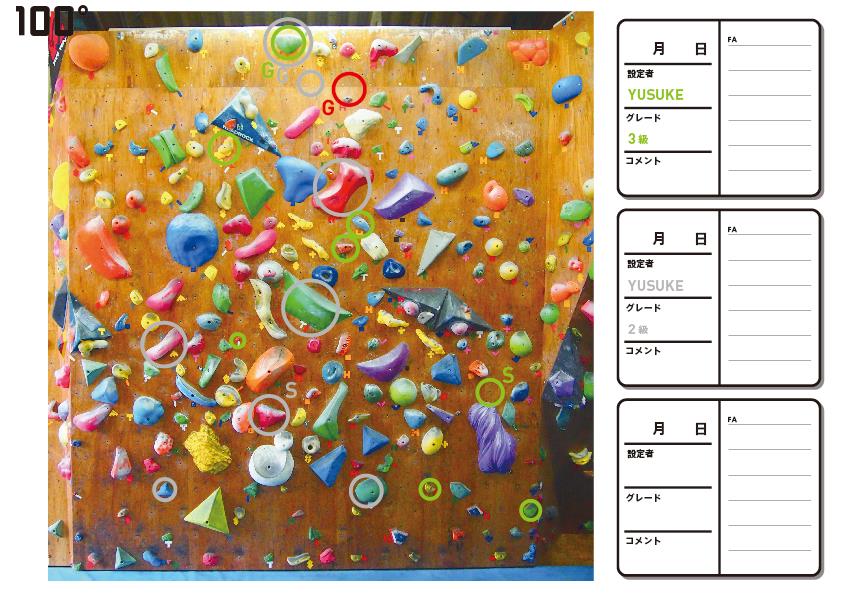 100°
G
G
G
S
S
月 日
設定者
YUSUKE
グレード
3級
コメント
FA
月 日
設定者
YUSUKE
グレード
2級
コメント
FA
月 日
設定者
グレード
コメント
FA